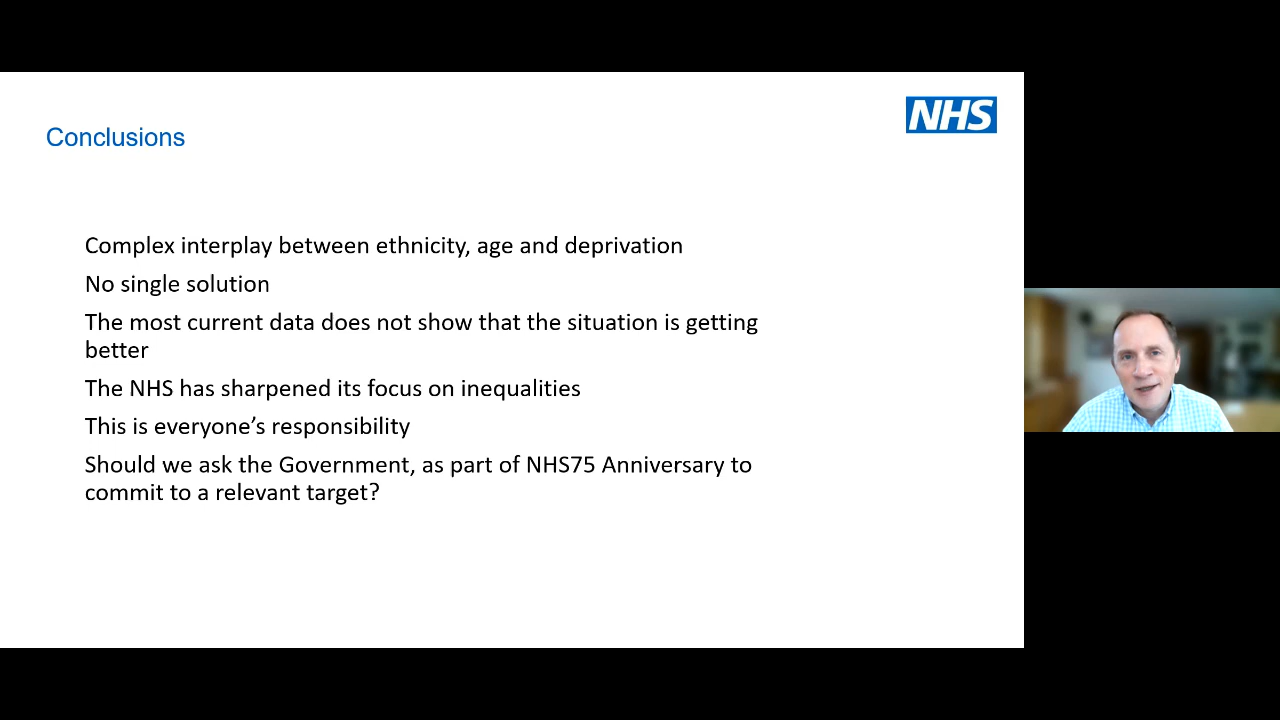 NHS
Conclusions
Complex interplay between ethnicity, age and deprivation
No single solution
The most current data does not show that the situation is getting
better
The NHS has sharpened its focus on inequalities
This is everyone’s responsibility
Should we ask the Government, as part of NHS75 Anniversary to
commit to a relevant target?